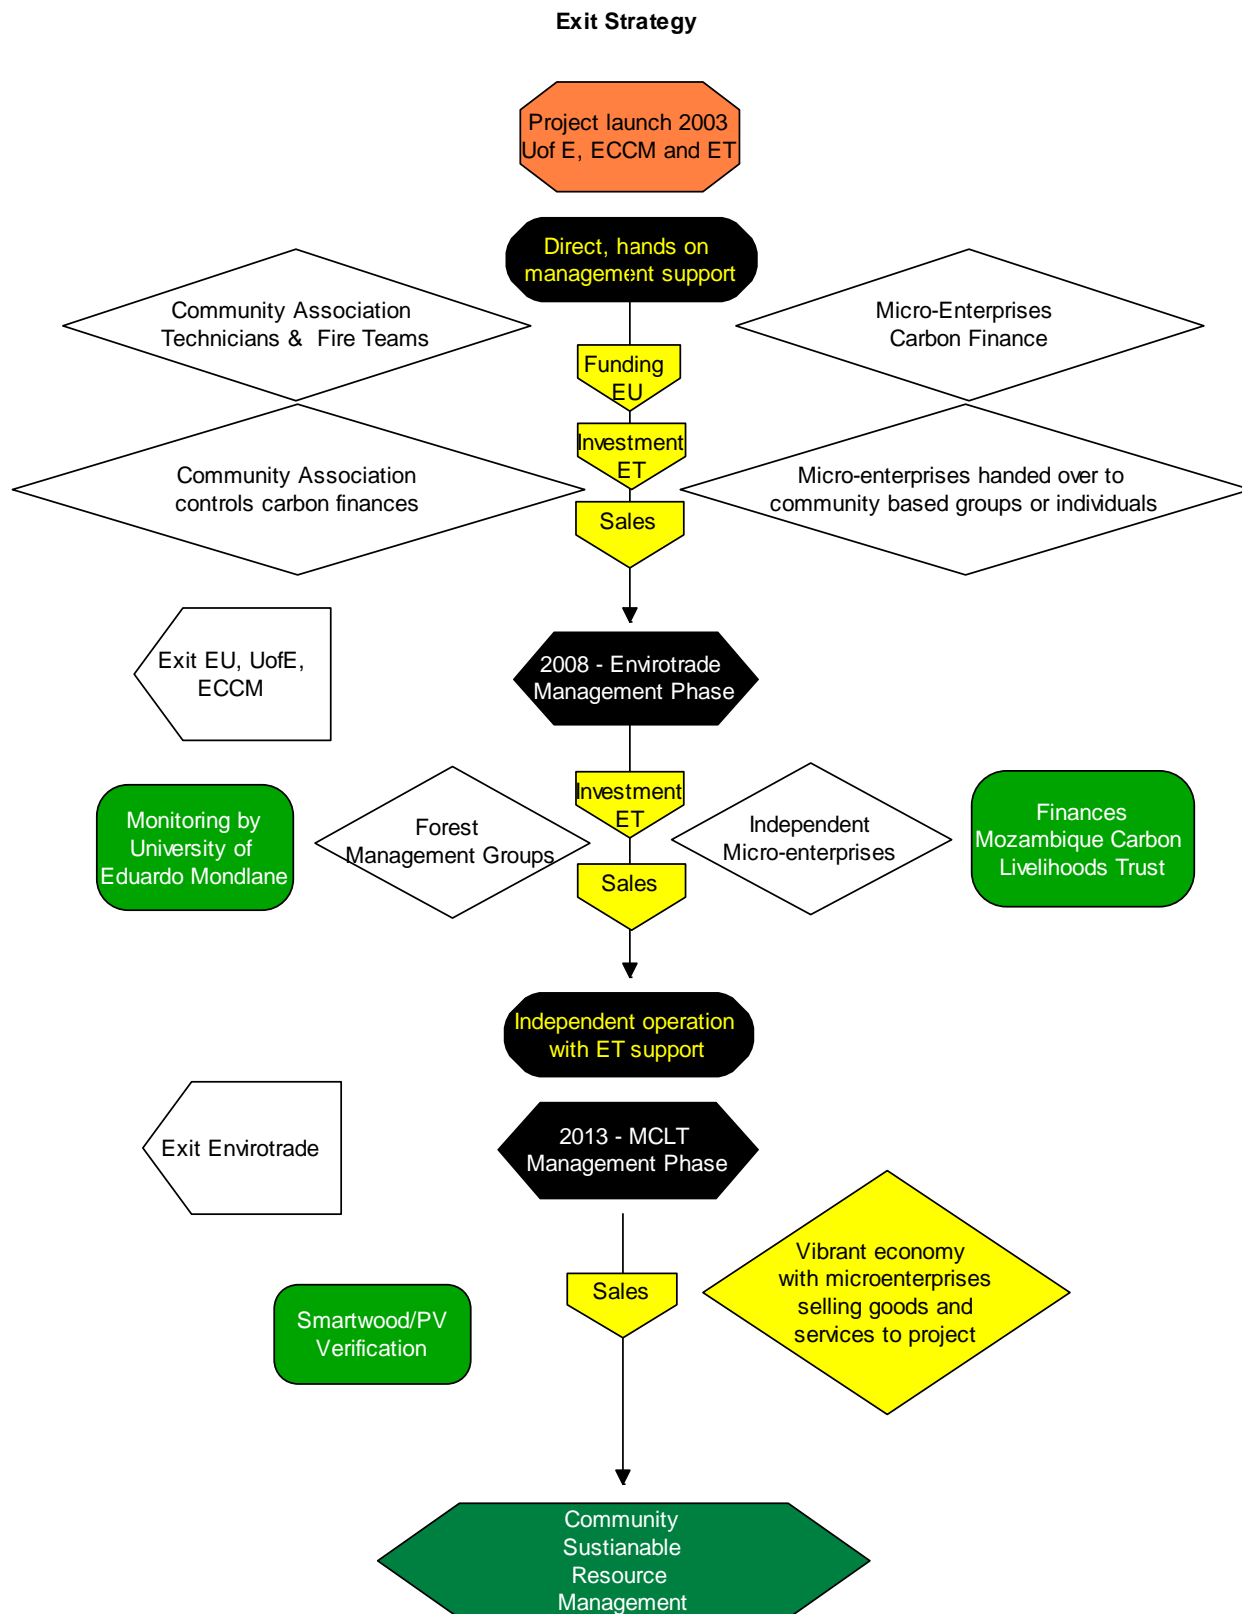 Exit Strategy
Project launch 2003
Uof E, ECCM and ET
Direct, hands on
management support
Community Association
Technicians & Fire Teams
Micro-Enterprises
Carbon Finance
Funding
EU
Investment
ET
Community Association
controls carbon finances
Micro-enterprises handed over to
community based groups or individuals
Sales
Exit EU, UofE,
ECCM
2008 - Envirotrade
Management Phase
Monitoring by
University of
Eduardo Mondlane
Forest
Management Groups
Investment
ET
Independent
Micro-enterprises
Finances
Mozambique Carbon
Livelihoods Trust
Sales
Independent operation
with ET support
Exit Envirotrade
2013 - MCLT
Management Phase
Vibrant economy
with microenterprises
selling goods and
services to project
Sales
Smartwood/PV
Verification
Community
Sustianable
Resource
Management